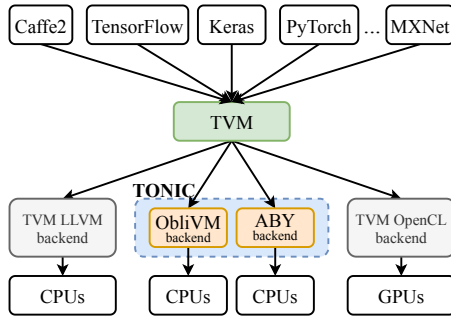 Caffe2
TensorFlow
Keras
PyTorch
...
MXNet
TVM
TONIC
TVM LLVM
backend
ObliVM
backend
ABY
backend
TVM OpenCL
backend
CPUs
CPUs
CPUs
GPUs